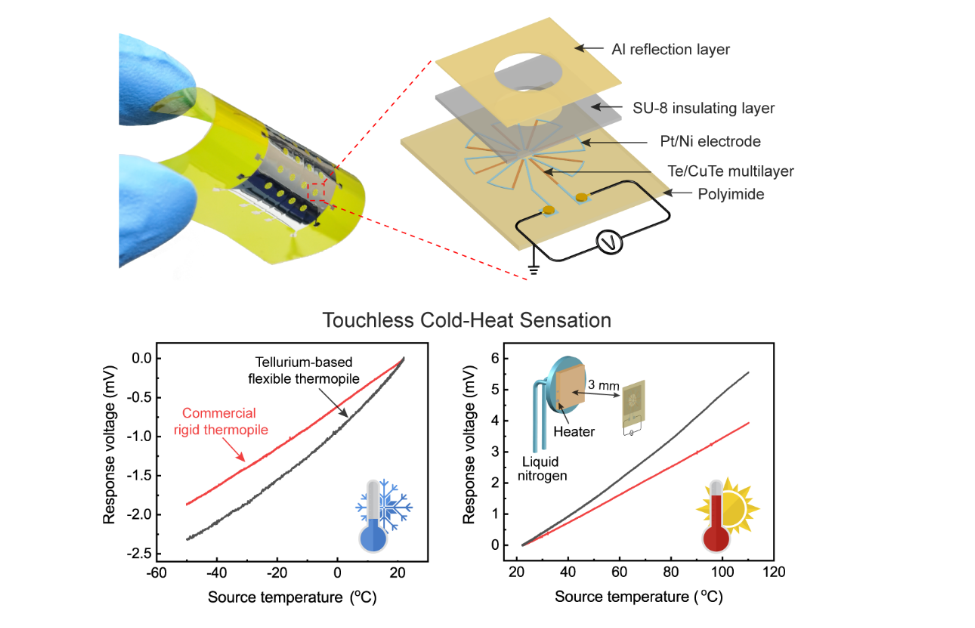 Al reflection layer
SU-8 insulating layer
Pt/Ni electrode
Te/CuTe multilayer
Polyimide
V
Touchless Cold-Heat Sensation
Response voltage (mV)
0.0
-0.5
-1.0
-1.5
-2.0
-2.5
-60
-40
-20
0
20
Source temperature (°C)
Tellurium-based
flexible thermopile
Commercial
rigid thermopile
Response voltage (mV)
6
5
4
3
2
1
0
20
40
60
80
100
120
Source temperature (°C)
3 mm
Heater
Liquid
nitrogen